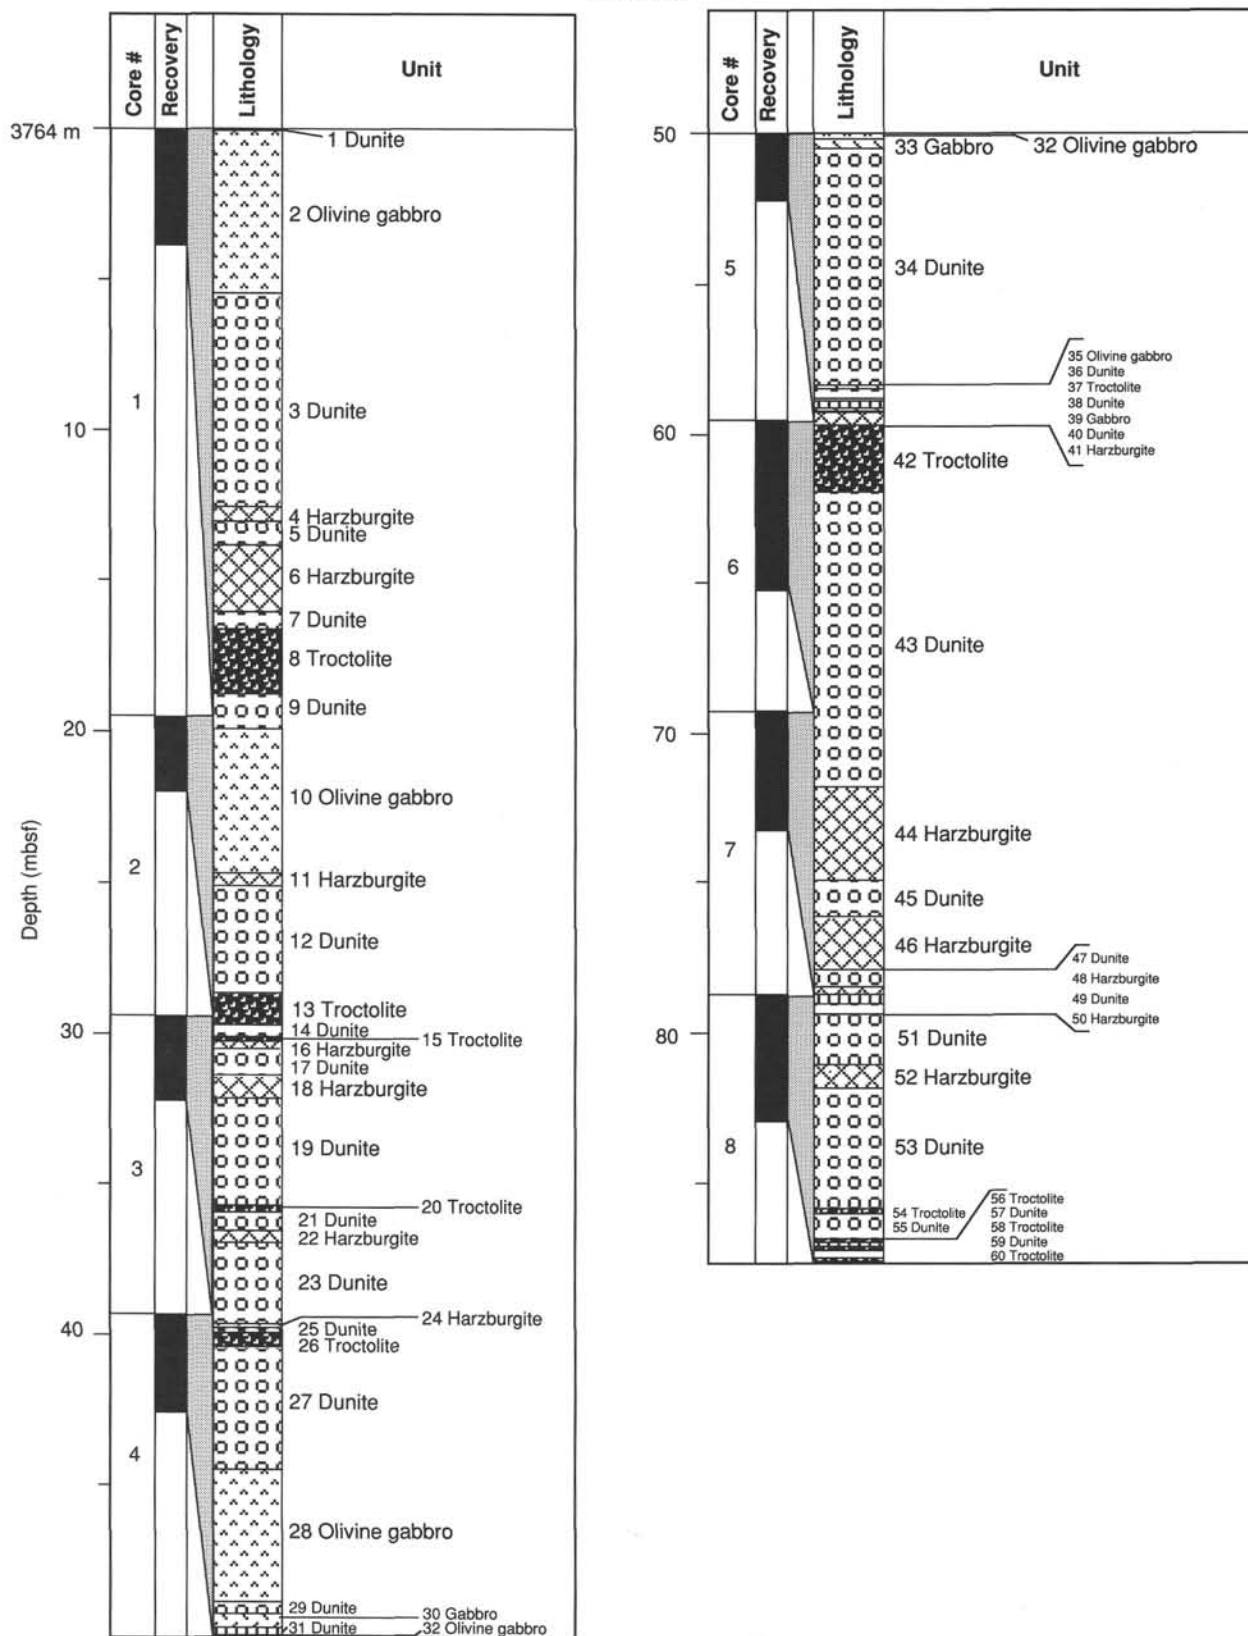 Core #
Recovery
Lithology
Unit
3764 m
10
20
30
40
Depth (mbsf)
1
2
3
4
1 Dunite
2 Olivine gabbro
3 Dunite
4 Harzburgite
5 Dunite
6 Harzburgite
7 Dunite
8 Troctolite
9 Dunite
10 Olivine gabbro
11 Harzburgite
12 Dunite
13 Troctolite
14 Dunite
15 Troctolite
16 Harzburgite
17 Dunite
18 Harzburgite
19 Dunite
20 Troctolite
21 Dunite
22 Harzburgite
23 Dunite
24 Harzburgite
25 Dunite
26 Troctolite
27 Dunite
28 Olivine gabbro
29 Dunite
30 Gabbro
31 Dunite
32 Olivine gabbro
Core #
Recovery
Lithology
Unit
50
60
70
80
5
6
7
8
33 Gabbro
32 Olivine gabbro
34 Dunite
35 Olivine gabbro
36 Dunite
37 Troctolite
38 Dunite
39 Gabbro
40 Dunite
41 Harzburgite
42 Troctolite
43 Dunite
44 Harzburgite
45 Dunite
46 Harzburgite
47 Dunite
48 Harzburgite
49 Dunite
50 Harzburgite
51 Dunite
52 Harzburgite
53 Dunite
54 Troctolite
55 Dunite
56 Troctolite
57 Dunite
58 Troctolite
59 Dunite
60 Troctolite